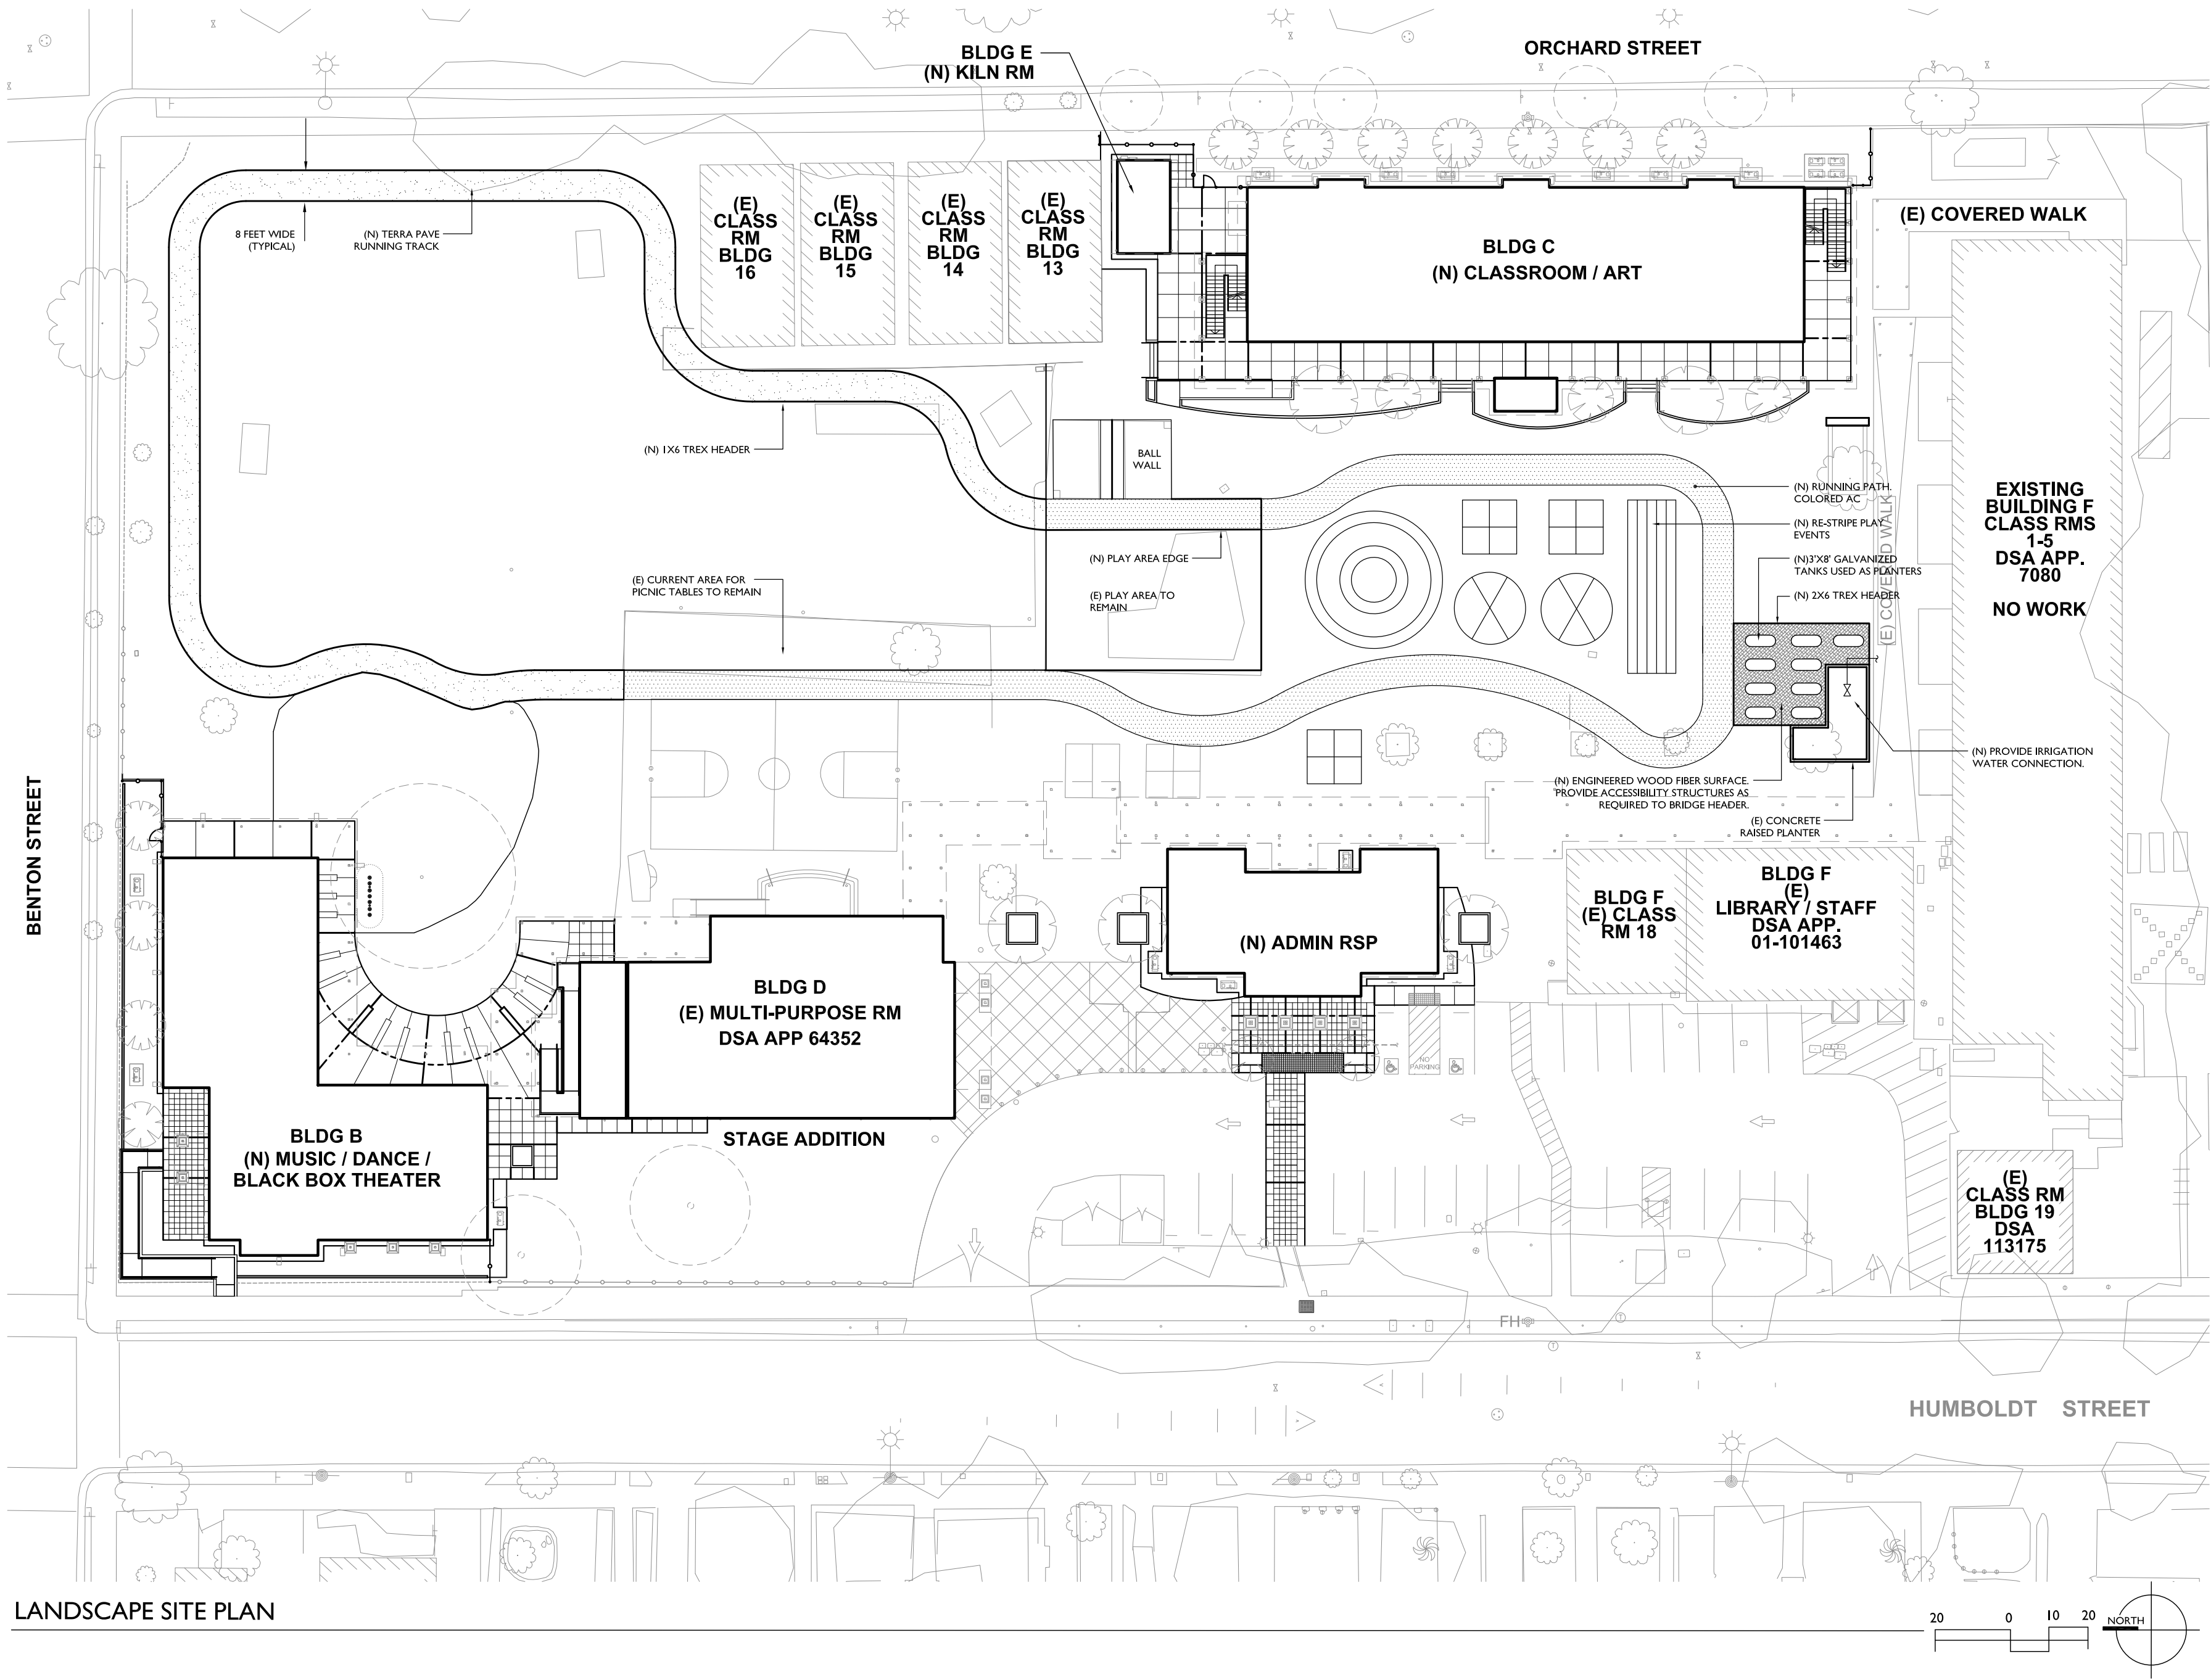 ORCHARD STREET
BLDG E
(N) KILN RM
8 FEET WIDE
(TYPICAL)
(N) TERRA PAVE
RUNNING TRACK
(E)
CLASS
RM
BLDG
16
(E)
CLASS
RM
BLDG
15
(E)
CLASS
RM
BLDG
14
(E)
CLASS
RM
BLDG
13
BLDG C
(N) CLASSROOM / ART
(E) COVERED WALK
(N) 1X6 TREX HEADER
BALL
WALL
(N) RUNNING PATH.
COLORED AC
(N) RE-STRIPE PLAY
EVENTS
(N)3'X8' GALVANIZED
TANKS USED AS PLANTERS
(N) 2X6 TREX HEADER
(E) COVERED WALK
EXISTING
BUILDING F
CLASS RMS
1-5
DSA APP.
7080
NO WORK
(N) PLAY AREA EDGE
(E) PLAY AREA TO
REMAIN
(E) CURRENT AREA FOR
PICNIC TABLES TO REMAIN
(N) PROVIDE IRRIGATION
WATER CONNECTION.
(N) ENGINEERED WOOD FIBER SURFACE.
PROVIDE ACCESSIBILITY STRUCTURES AS
REQUIRED TO BRIDGE HEADER.
(E) CONCRETE
RAISED PLANTER
BENTON STREET
BLDG F
(E) CLASS
RM 18
BLDG F
(E)
LIBRARY / STAFF
DSA APP.
01-101463
(N) ADMIN RSP
BLDG D
(E) MULTI-PURPOSE RM
DSA APP 64352
NO
PARKING
STAGE ADDITION
BLDG B
(N) MUSIC / DANCE /
BLACK BOX THEATER
(E)
CLASS RM
BLDG 19
DSA
113175
FH
HUMBOLDT STREET
LANDSCAPE SITE PLAN
20 0 10 20
NORTH